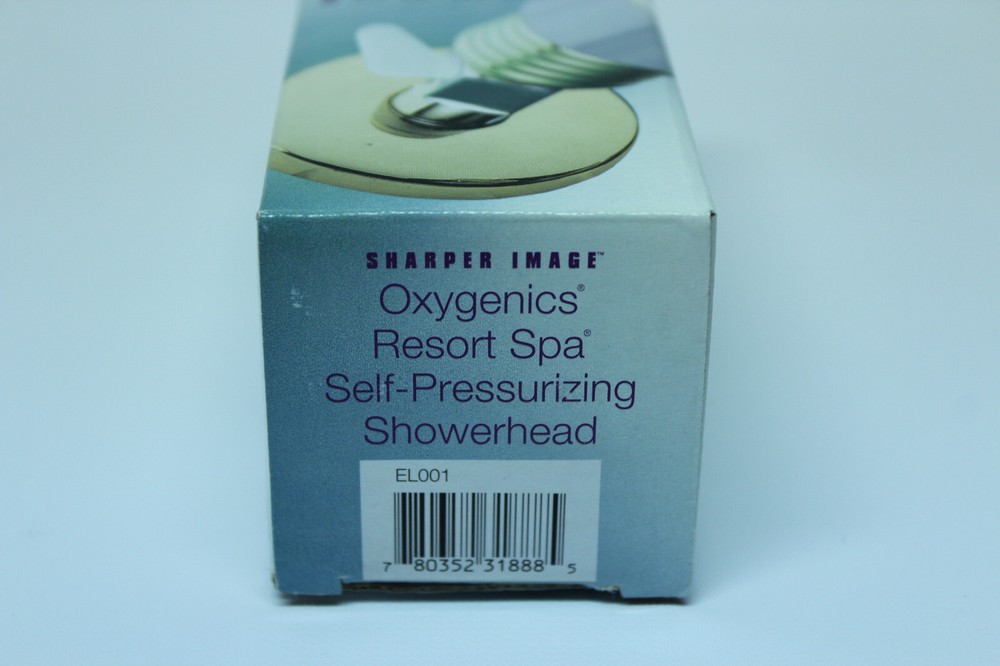 SHARPER IMAGE™
Oxygenics®
Resort Spa®
Self-Pressurizing
Showerhead
EL001
7 80352 31888 5